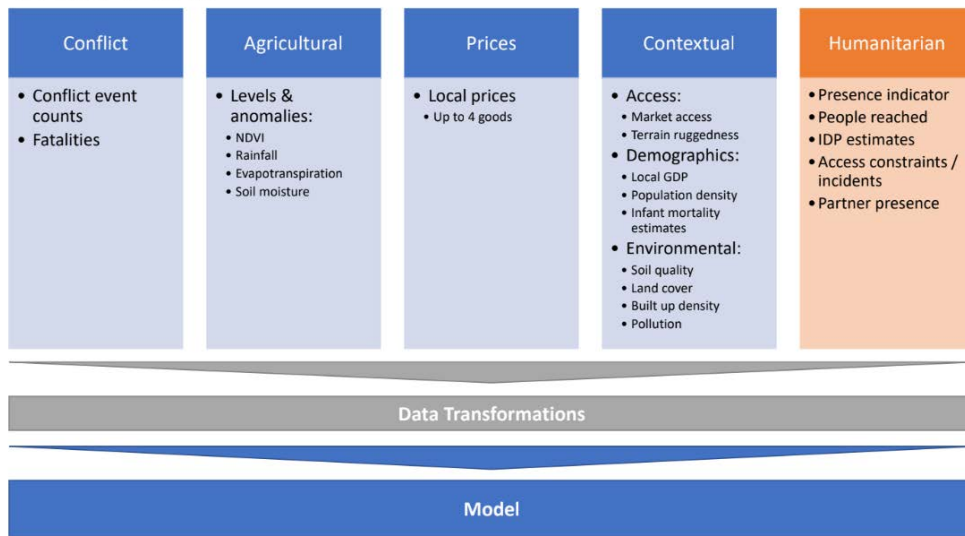 Conflict
• Conflict event
counts
• Fatalities
Agricultural
• Levels &
anomalies:
• NDVI
• Rainfall
• Evapotranspiration
• Soil moisture
Prices
• Local prices
• Up to 4 goods
Contextual
• Access:
• Market access
• Terrain ruggedness
• Demographics:
• Local GDP
• Population density
• Infant mortality
estimates
• Environmental:
• Soil quality
• Land cover
• Built up density
• Pollution
Humanitarian
• Presence indicator
• People reached
• IDP estimates
• Access constraints /
incidents
• Partner presence
Data Transformations
Model